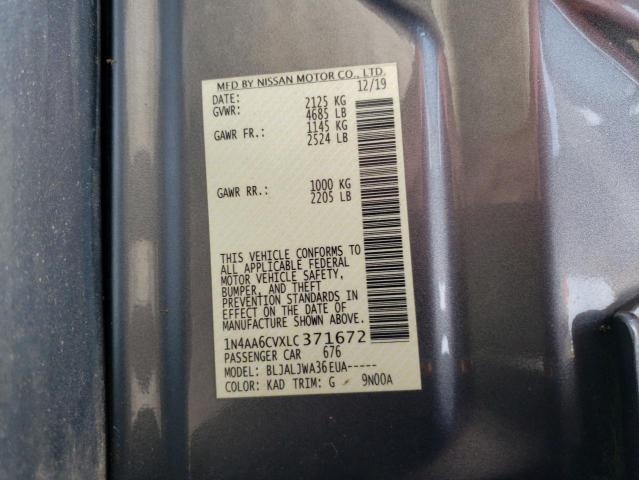 MFD BY NISSAN MOTOR CO., LTD.
DATE: 12/19
GVWR: 2125 KG
4685 LB
GAWR FR.: 1145 KG
2524 LB
GAWR RR.: 1000 KG
2205 LB
THIS VEHICLE CONFORMS TO
ALL APPLICABLE FEDERAL
MOTOR VEHICLE SAFETY,
BUMPER, AND THEFT
PREVENTION STANDARDS IN
EFFECT ON THE DATE OF
MANUFACTURE SHOWN ABOVE.
1N4AA6CVXLC371672
PASSENGER CAR 676
MODEL: BLJALJWA36EUA-----
COLOR: KAD TRIM: G 9N00A